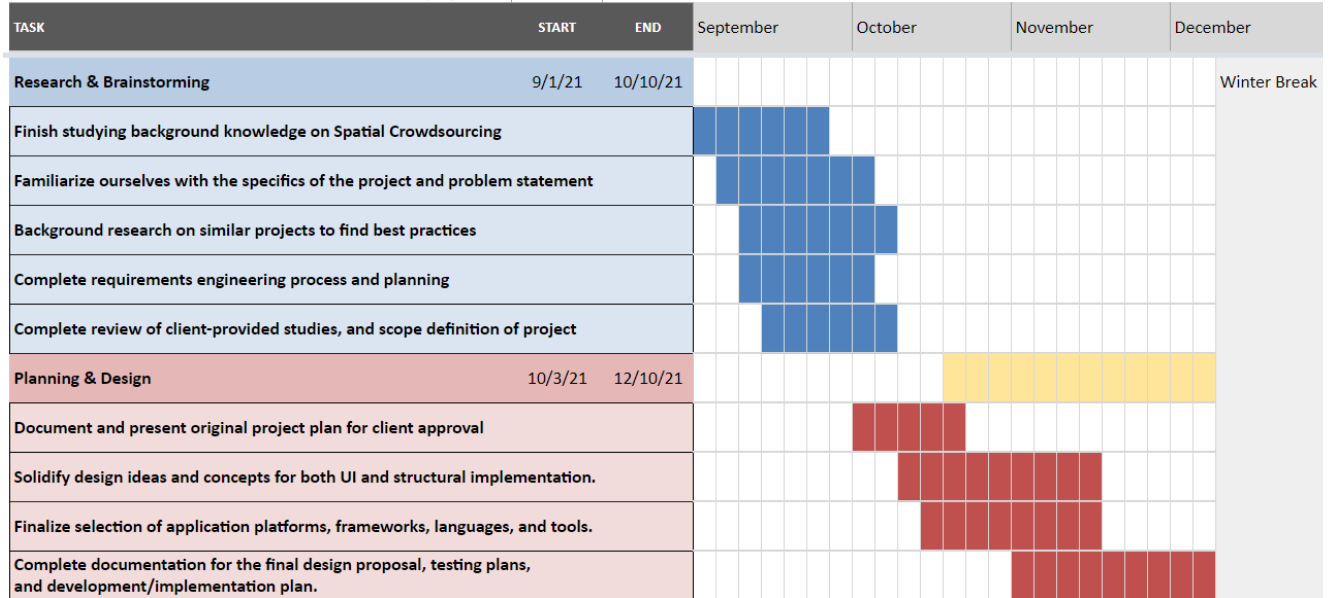 TASK START END September October November December
Research & Brainstorming 9/1/21 10/10/21 Winter Break
Finish studying background knowledge on Spatial Crowdsourcing
Familiarize ourselves with the specifics of the project and problem statement
Background research on similar projects to find best practices
Complete requirements engineering process and planning
Complete review of client-provided studies, and scope definition of project
Planning & Design 10/3/21 12/10/21
Document and present original project plan for client approval
Solidify design ideas and concepts for both UI and structural implementation.
Finalize selection of application platforms, frameworks, languages, and tools.
Complete documentation for the final design proposal, testing plans,
and development/implementation plan.